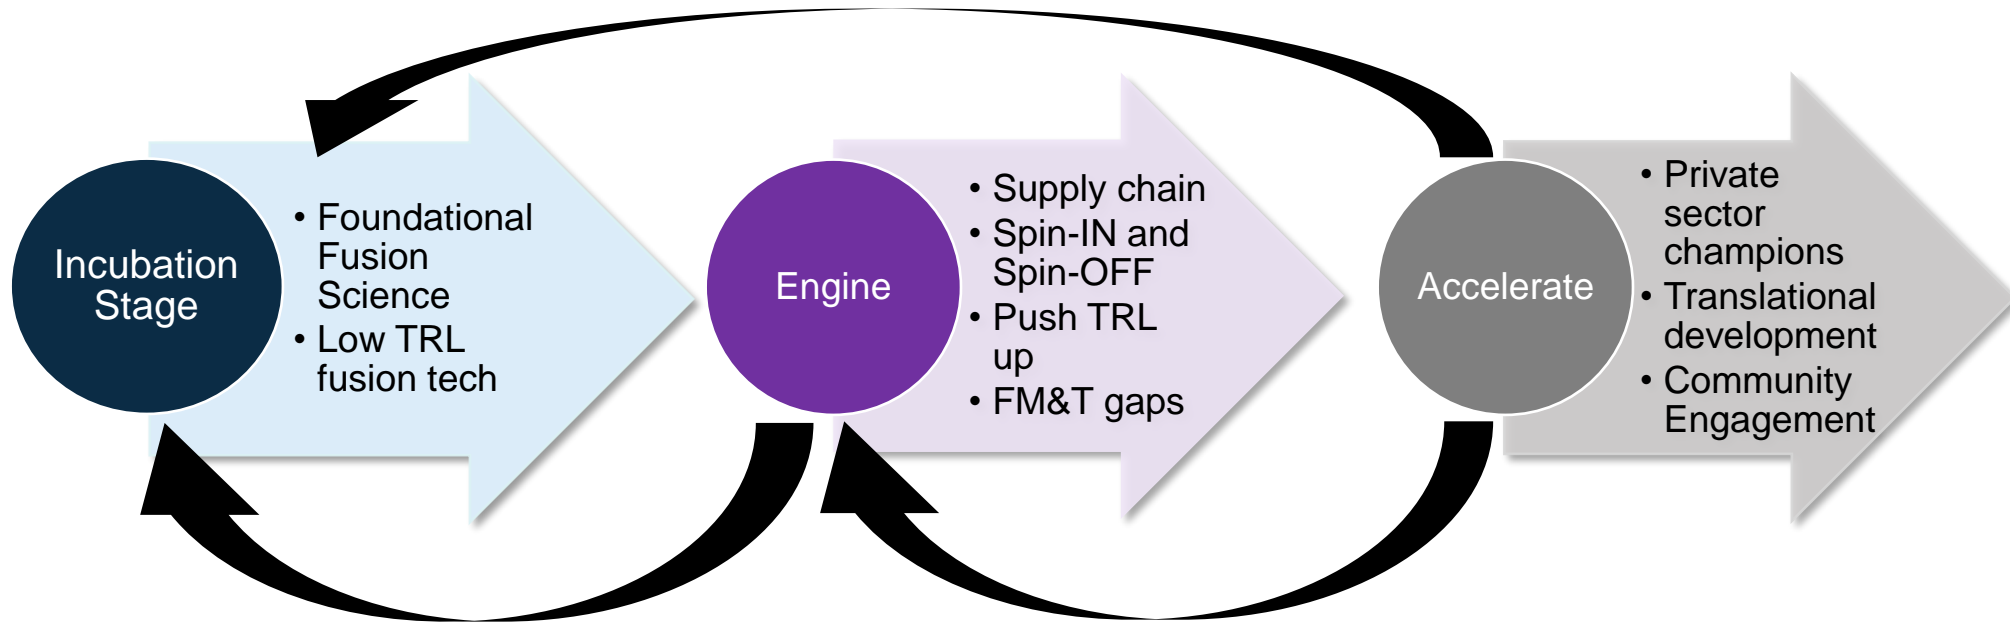 Incubation
Stage
• Foundational
Fusion
Science
• Low TRL
fusion tech
Engine
• Supply chain
• Spin-IN and
Spin-OFF
• Push TRL
up
• FM&T gaps
Accelerate
• Private
sector
champions
• Translational
development
• Community
Engagement